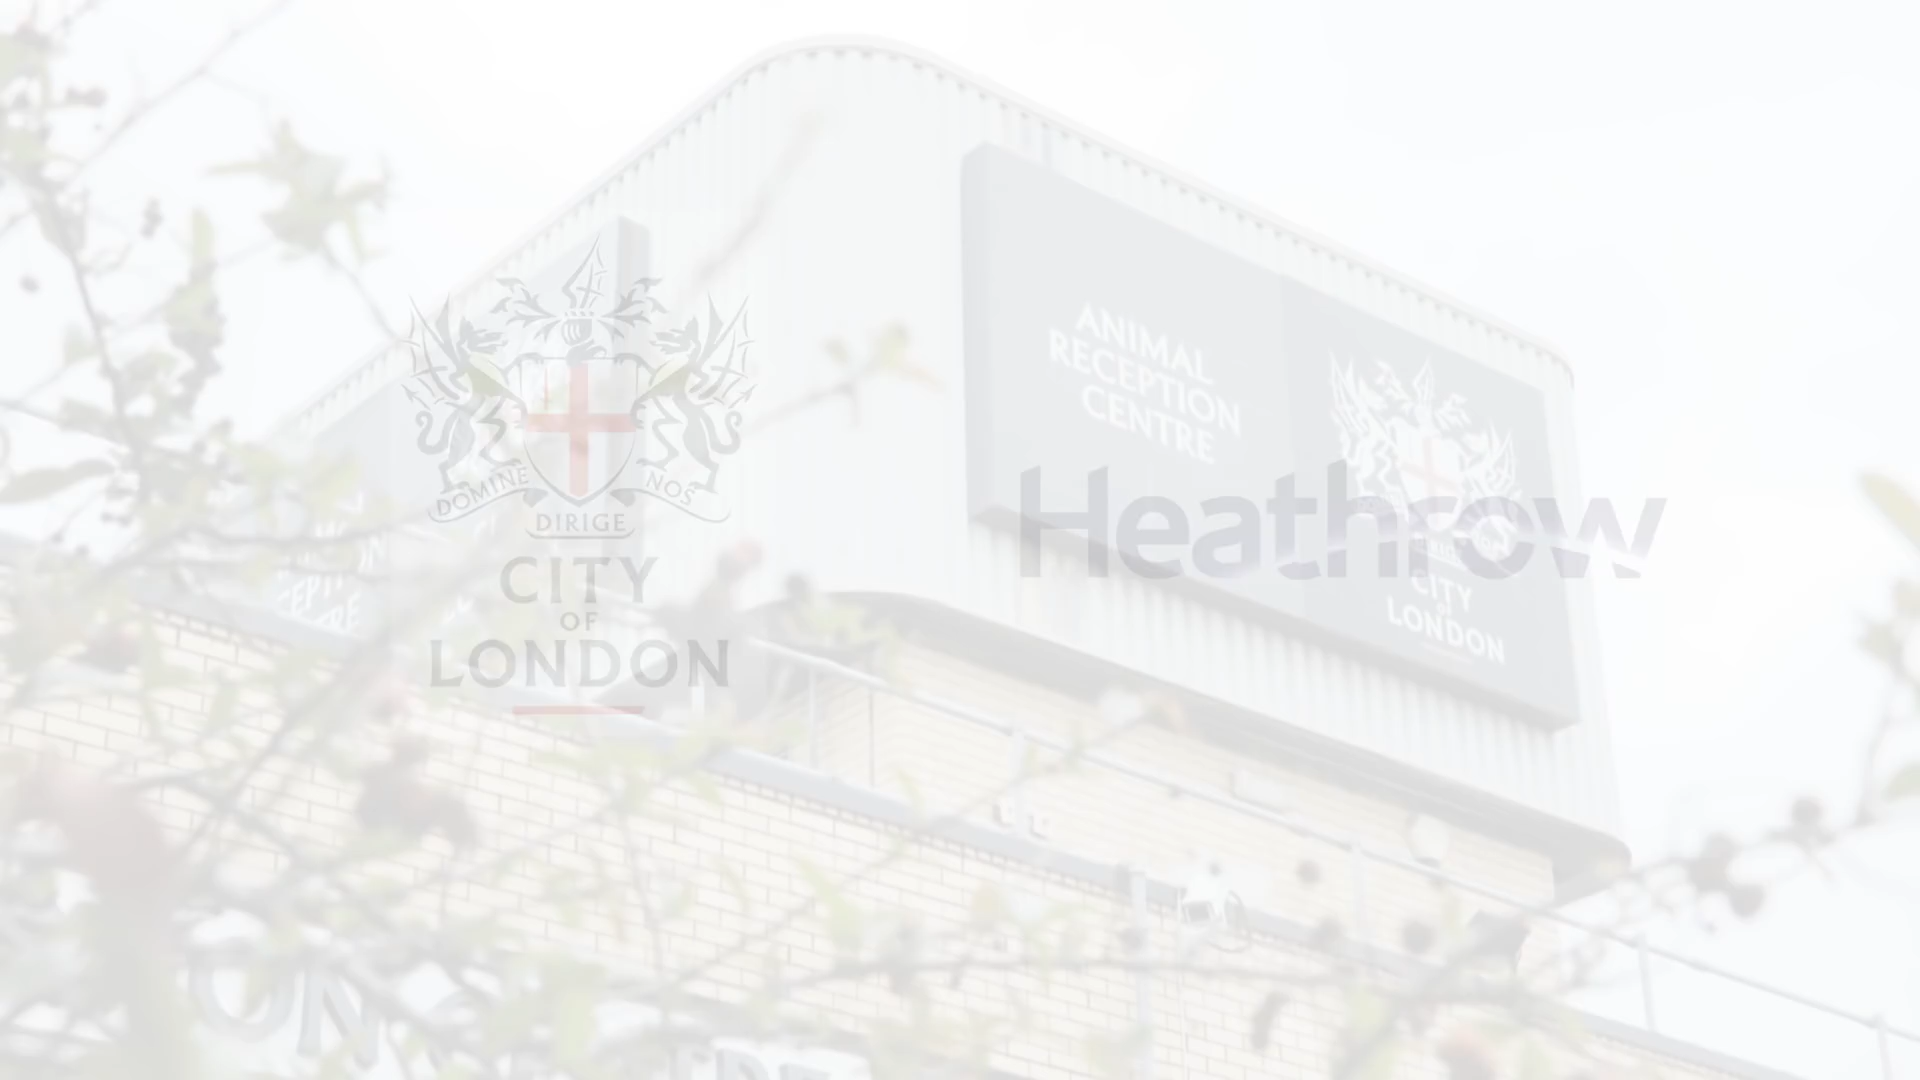 DOMINE
DIRIGE
NOS
CITY
OF
LONDON
ANIMAL
RECEPTION
CENTRE
CITY
OF
LONDON
Heathrow